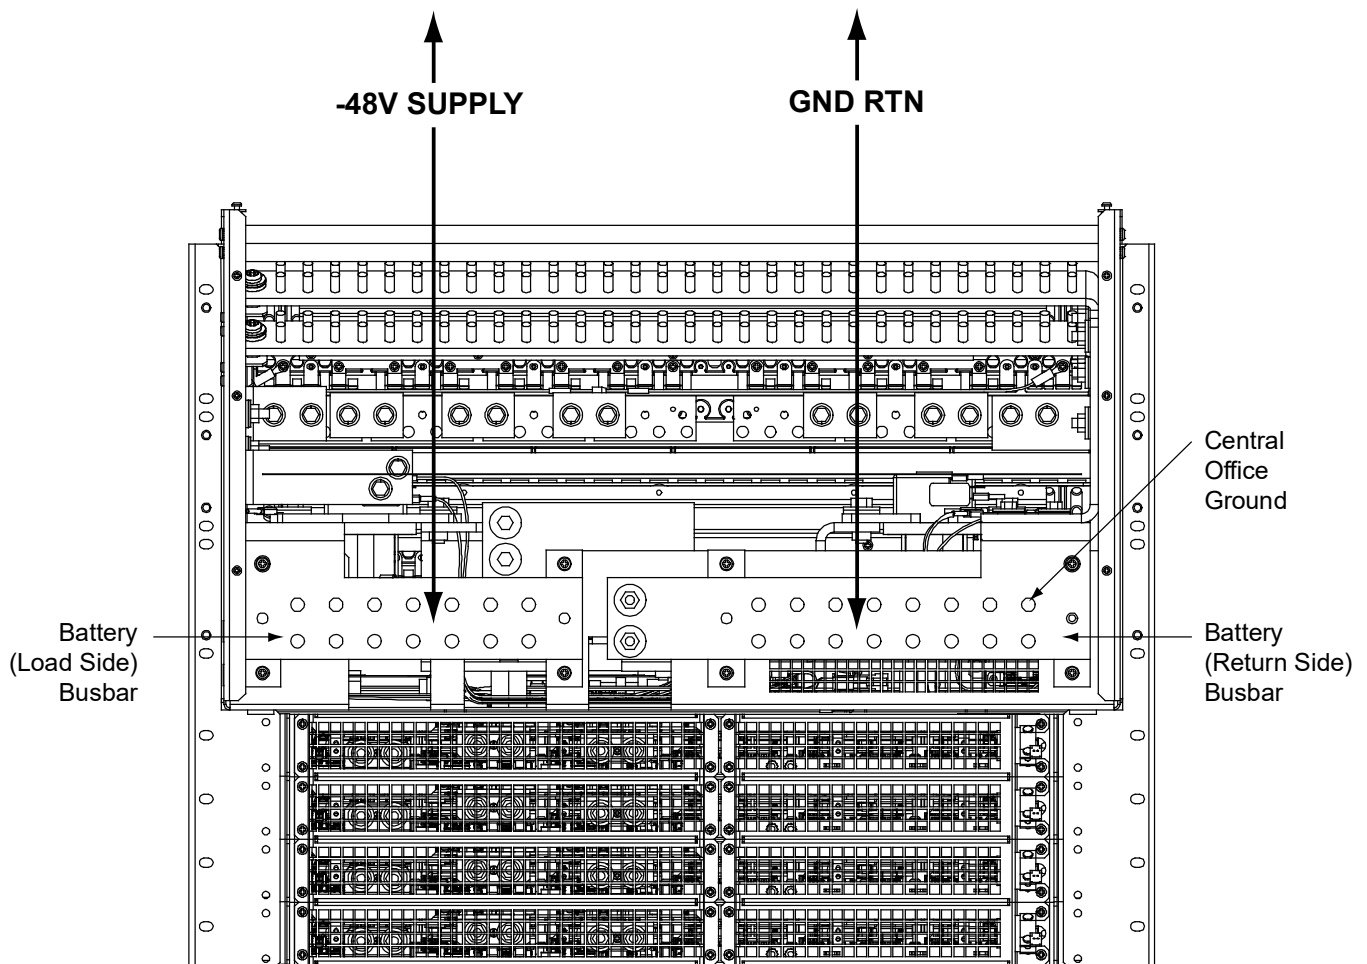 -48V SUPPLY
GND RTN
Central
Office
Ground
Battery
(Load Side)
Busbar
Battery
(Return Side)
Busbar